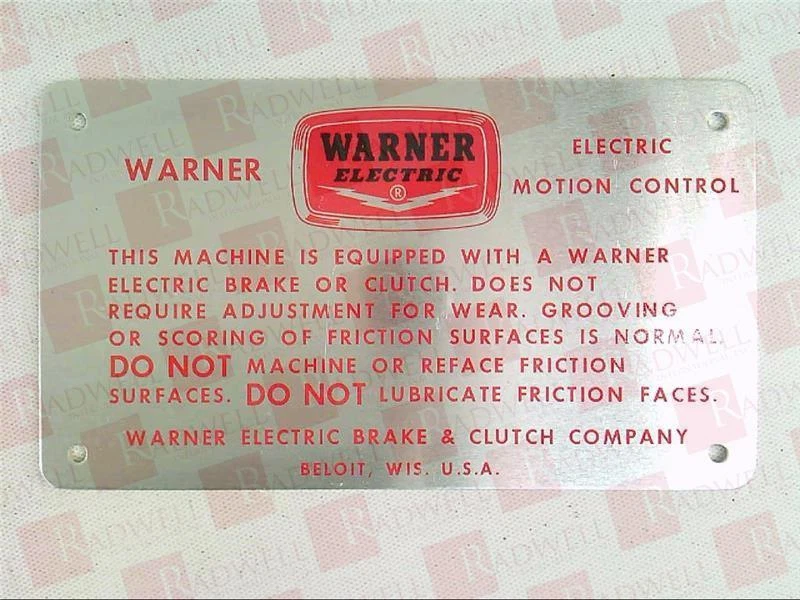 WARNER
WARNER
ELECTRIC
®
ELECTRIC
MOTION CONTROL
THIS MACHINE IS EQUIPPED WITH A WARNER
ELECTRIC BRAKE OR CLUTCH. DOES NOT
REQUIRE ADJUSTMENT FOR WEAR. GROOVING
OR SCORING OF FRICTION SURFACES IS NORMAL.
DO NOT MACHINE OR REFACE FRICTION
SURFACES. DO NOT LUBRICATE FRICTION FACES.
WARNER ELECTRIC BRAKE & CLUTCH COMPANY
BELOIT, WIS. U.S.A.
RADWELL